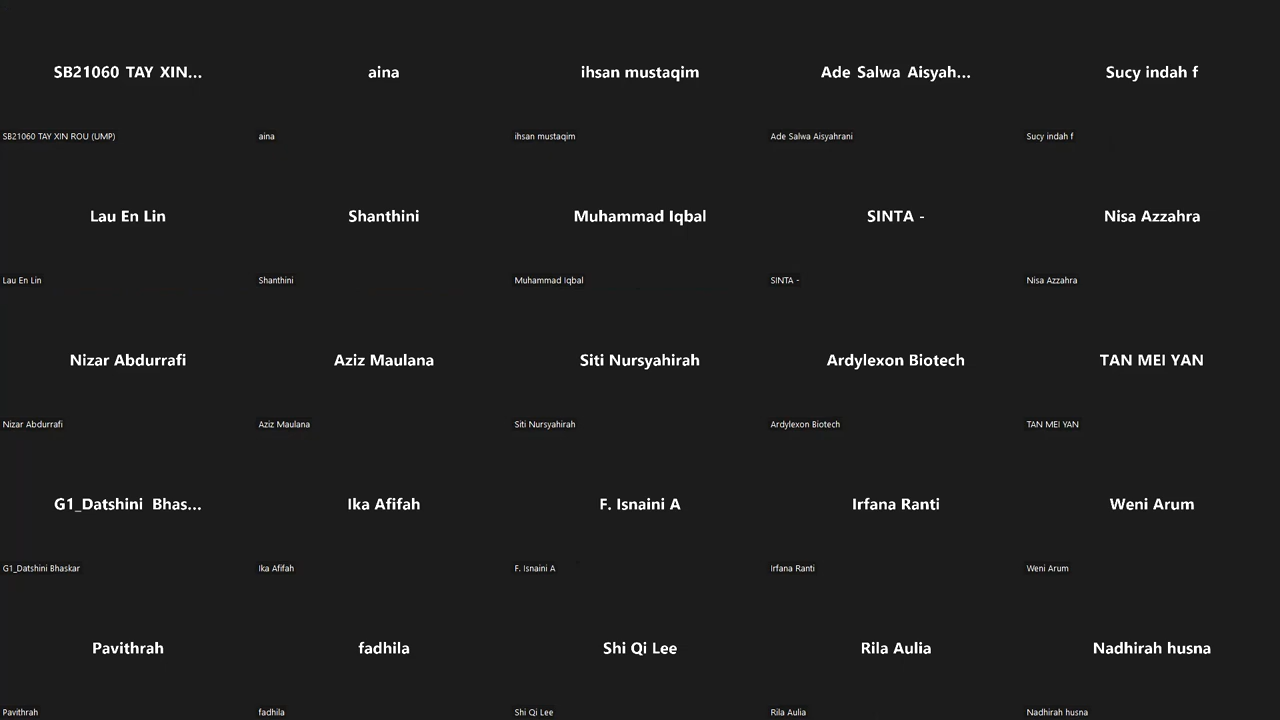 SB21060 TAY XIN... aina ihsan mustaqim Ade Salwa Aisyah... Sucy indah f
SB21060 TAY XIN ROU (UMP) aina ihsan mustaqim Ade Salwa Aisyahrani Sucy indah f
Lau En Lin Shanthini Muhammad Iqbal SINTA - Nisa Azzahra
Lau En Lin Shanthini Muhammad Iqbal SINTA - Nisa Azzahra
Nizar Abdurrafi Aziz Maulana Siti Nursyahirah Ardylexon Biotech TAN MEI YAN
Nizar Abdurrafi Aziz Maulana Siti Nursyahirah Ardylexon Biotech TAN MEI YAN
G1_Datshini Bhas... Ika Afifah F. Isnaini A Irfana Ranti Weni Arum
G1_Datshini Bhaskar Ika Afifah F. Isnaini A Irfana Ranti Weni Arum
Pavithrah fadhila Shi Qi Lee Rila Aulia Nadhirah husna
Pavithrah fadhila Shi Qi Lee Rila Aulia Nadhirah husna